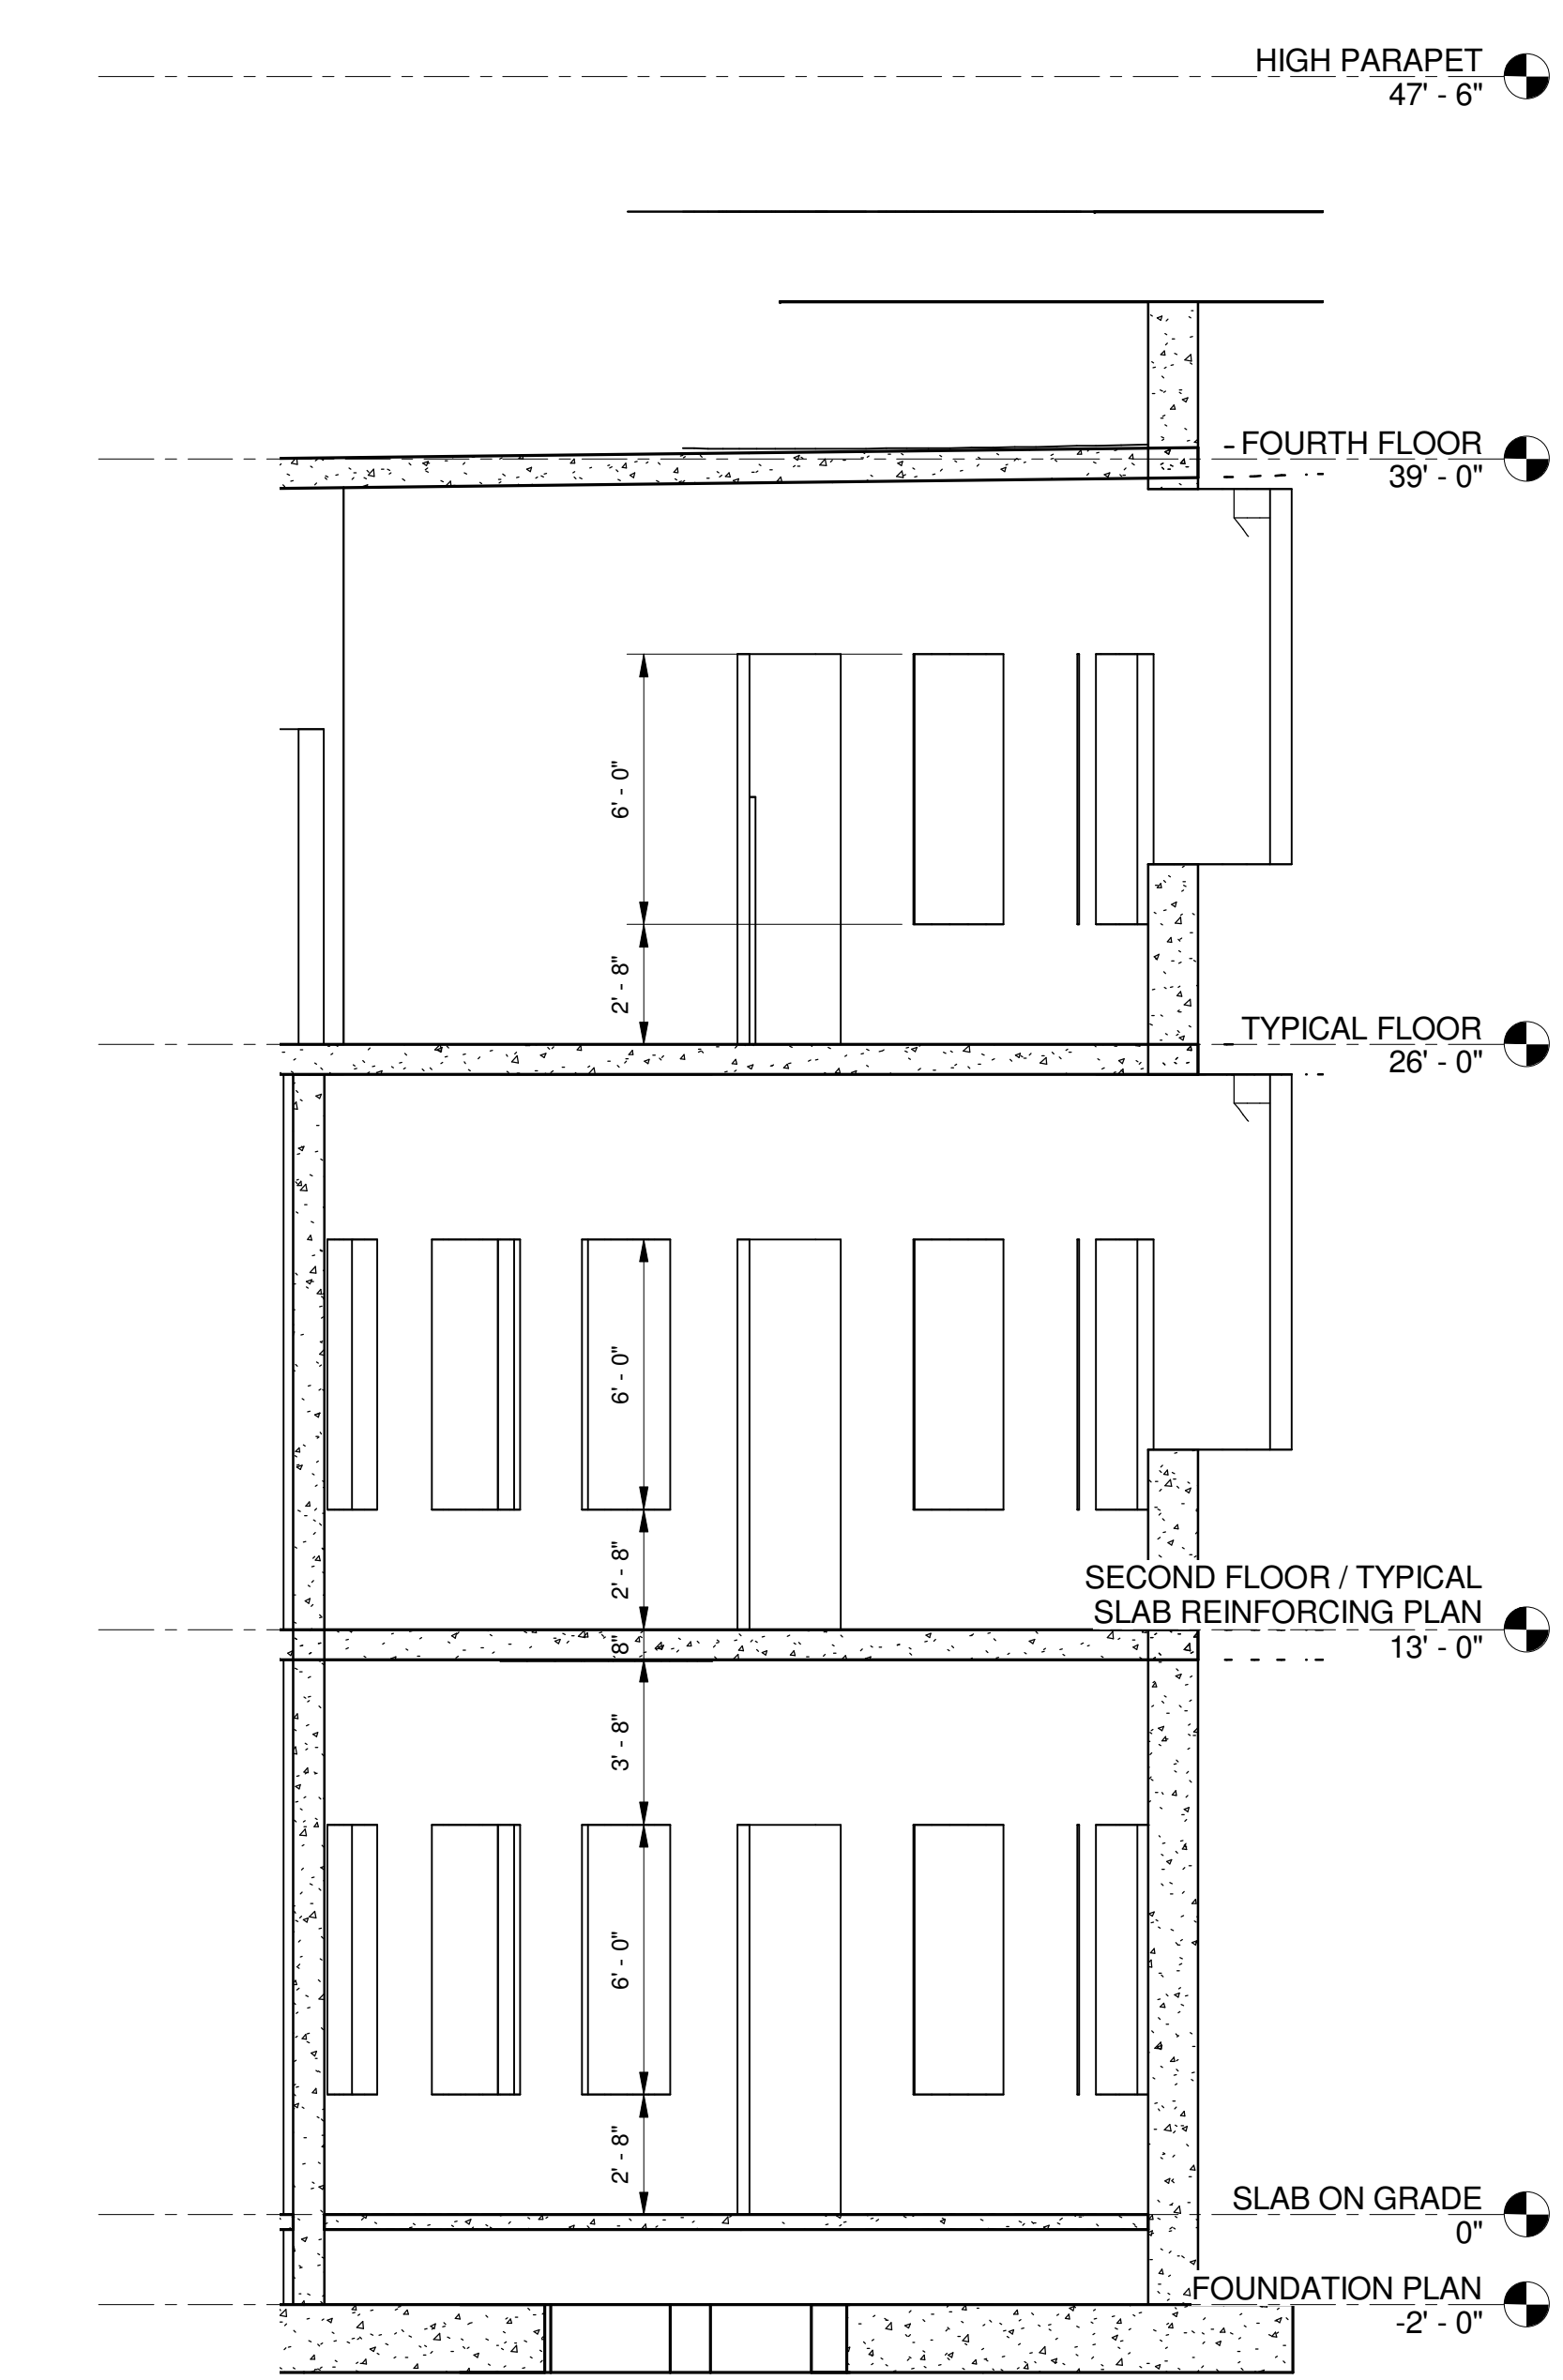 HIGH PARAPET
47' - 6"
FOURTH FLOOR
39' - 0"
6' - 0"
2' - 8"
TYPICAL FLOOR
26' - 0"
6' - 0"
2' - 8"
SECOND FLOOR / TYPICAL
SLAB REINFORCING PLAN
13' - 0"
8"
3' - 8"
6' - 0"
2' - 8"
SLAB ON GRADE
0"
FOUNDATION PLAN
-2' - 0"